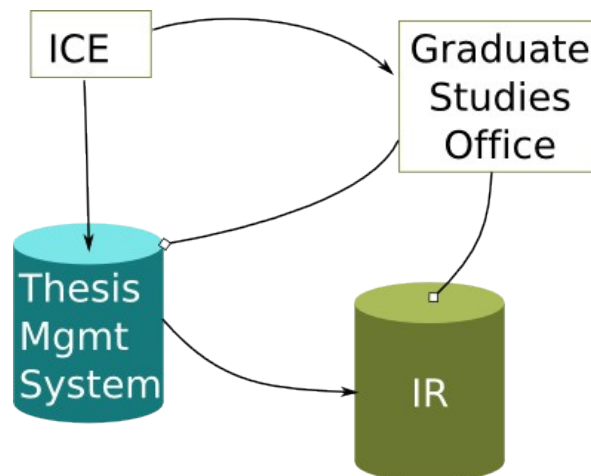 ICE
Graduate
Studies
Office
Thesis
Mgmt
System
IR